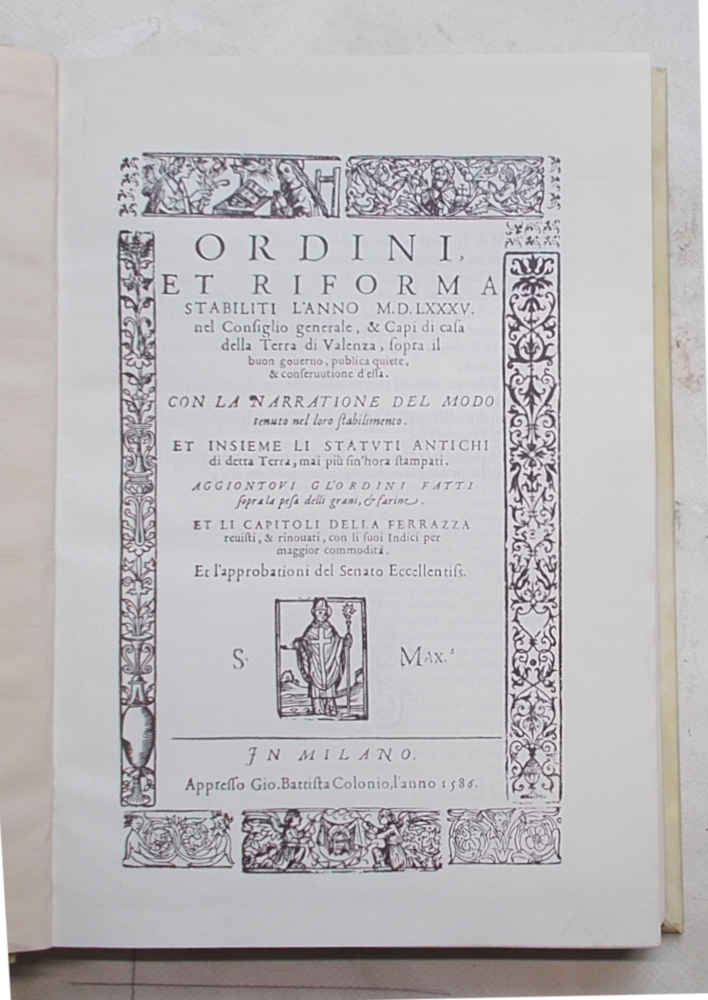 ORDINI,
ET RIFORMA
STABILITI L'ANNO M.D.LXXXV.
nel Conſiglio generale, & Capi di caſa
della Terra di Valenza, ſopra il
buon gouerno, publica quiete,
& conſeruutione d'eſſa.
CON LA NARRATIONE DEL MODO
tenuto nel loro ſtabilimento.
ET INSIEME LI STATVTI ANTICHI
di detta Terra, mai più ſin'hora ſtampati.
AGGIONTOVI GL'ORDINI FATTI
ſopra la peſa delli grani, & farine.
ET LI CAPITOLI DELLA FERRAZZA
reuiſti, & rinouati, con li ſuoi Indici per
maggior commodità.
Et l'approbationi del Senato Eccellentiſs.
S. MAX.s
IN MILANO.
Appreſſo Gio. Battiſta Colonio, l'anno 1586.